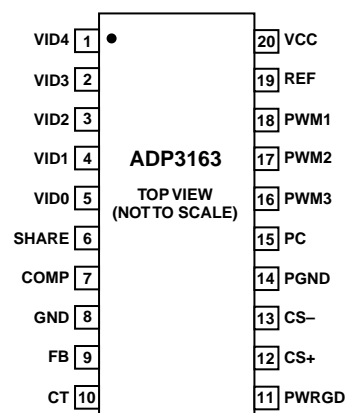 VID4 1
VID3 2
VID2 3
VID1 4
VID0 5
SHARE 6
COMP 7
GND 8
FB 9
CT 10
ADP3163
TOP VIEW
(NOT TO SCALE)
20 VCC
19 REF
18 PWM1
17 PWM2
16 PWM3
15 PC
14 PGND
13 CS–
12 CS+
11 PWRGD